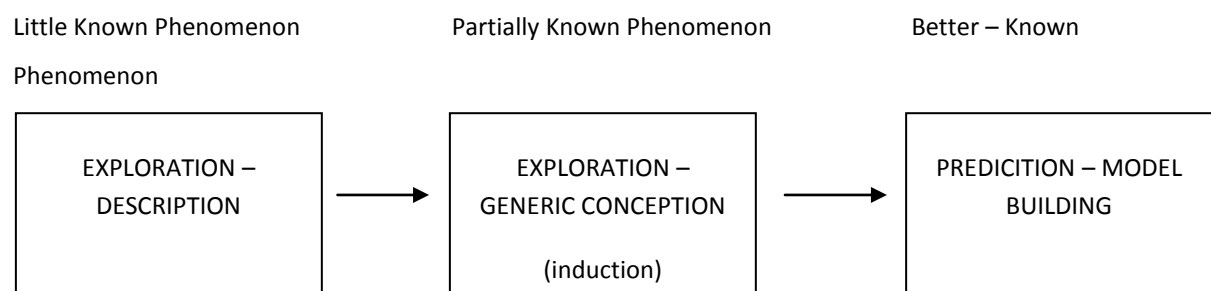 Little Known Phenomenon Partially Known Phenomenon Better – Known
Phenomenon
EXPLORATION –
DESCRIPTION
EXPLORATION –
GENERIC CONCEPTION
(induction)
PREDICITION – MODEL
BUILDING